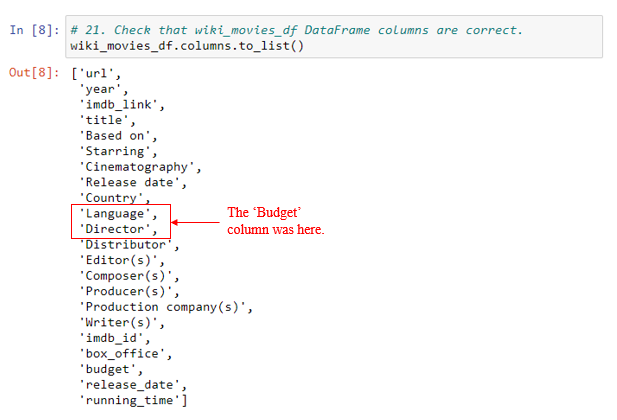 In [8]: # 21. Check that wiki_movies_df DataFrame columns are correct.
wiki_movies_df.columns.to_list()
Out[8]: ['url',
'year',
'imdb_link',
'title',
'Based on',
'Starring',
'Cinematography',
'Release date',
'Country',
'Language',
'Director',
The ‘Budget’
column was here.
'Distributor',
'Editor(s)',
'Composer(s)',
'Producer(s)',
'Production company(s)',
'Writer(s)',
'imdb_id',
'box_office',
'budget',
'release_date',
'running_time']